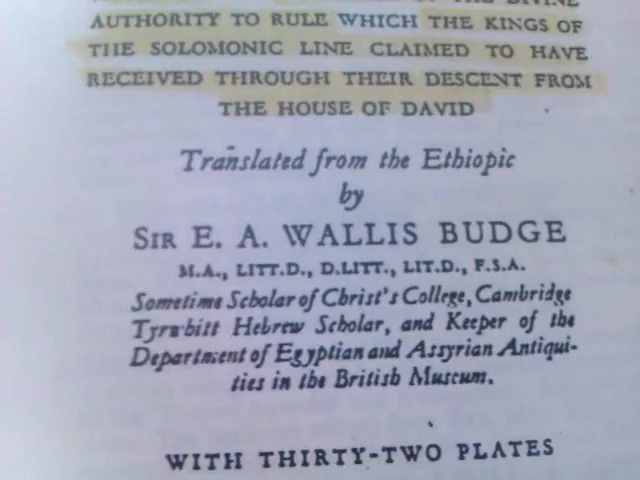 OF THE DIVINE
AUTHORITY TO RULE WHICH THE KINGS OF
THE SOLOMONIC LINE CLAIMED TO HAVE
RECEIVED THROUGH THEIR DESCENT FROM
THE HOUSE OF DAVID
Translated from the Ethiopic
by
SIR E. A. WALLIS BUDGE
M.A., LITT.D., D.LITT., LIT.D., F.S.A.
Sometime Scholar of Christ's College, Cambridge
Tyrwhitt Hebrew Scholar, and Keeper of the
Department of Egyptian and Assyrian Antiqui-
ties in the British Museum.
WITH THIRTY-TWO PLATES